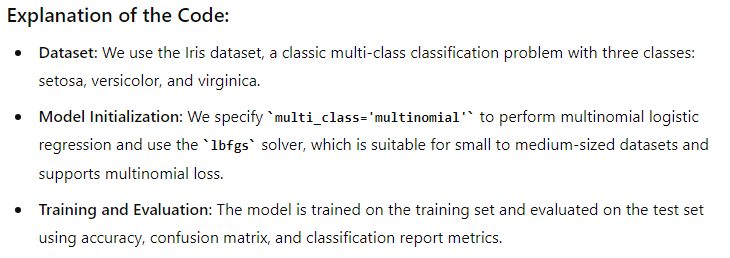 Explanation of the Code:
• Dataset: We use the Iris dataset, a classic multi-class classification problem with three classes:
setosa, versicolor, and virginica.
• Model Initialization: We specify `multi_class='multinomial'` to perform multinomial logistic
regression and use the `lbfgs` solver, which is suitable for small to medium-sized datasets and
supports multinomial loss.
• Training and Evaluation: The model is trained on the training set and evaluated on the test set
using accuracy, confusion matrix, and classification report metrics.